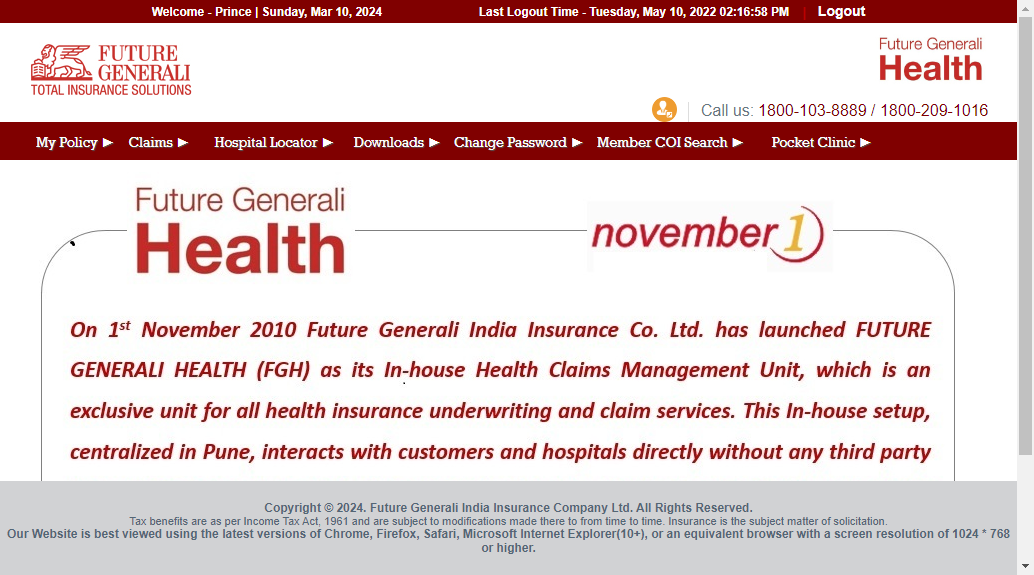 Welcome - Prince | Sunday, Mar 10, 2024 Last Logout Time - Tuesday, May 10, 2022 02:16:58 PM | Logout
FUTURE
GENERALI
TOTAL INSURANCE SOLUTIONS
Future Generali
Health
Call us: 1800-103-8889 / 1800-209-1016
My Policy Claims Hospital Locator Downloads Change Password Member COI Search Pocket Clinic
Future Generali
Health
november 1
On 1st November 2010 Future Generali India Insurance Co. Ltd. has launched FUTURE
GENERALI HEALTH (FGH) as its In-house Health Claims Management Unit, which is an
exclusive unit for all health insurance underwriting and claim services. This In-house setup,
centralized in Pune, interacts with customers and hospitals directly without any third party
Copyright © 2024. Future Generali India Insurance Company Ltd. All Rights Reserved.
Tax benefits are as per Income Tax Act, 1961 and are subject to modifications made there to from time to time. Insurance is the subject matter of solicitation.
Our Website is best viewed using the latest versions of Chrome, Firefox, Safari, Microsoft Internet Explorer(10+), or an equivalent browser with a screen resolution of 1024 * 768
or higher.